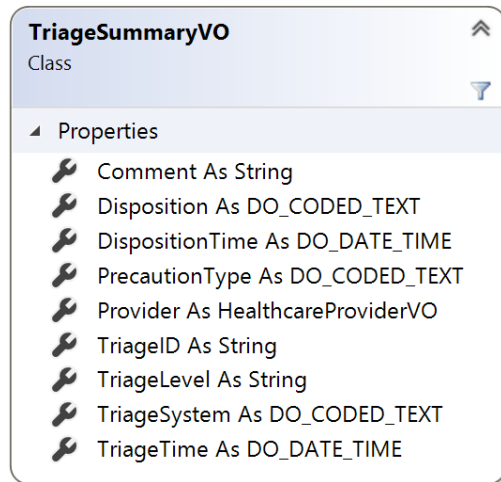 TriageSummaryVO
Class
Properties
Comment As String
Disposition As DO_CODED_TEXT
DispositionTime As DO_DATE_TIME
PrecautionType As DO_CODED_TEXT
Provider As HealthcareProviderVO
TriageID As String
TriageLevel As String
TriageSystem As DO_CODED_TEXT
TriageTime As DO_DATE_TIME